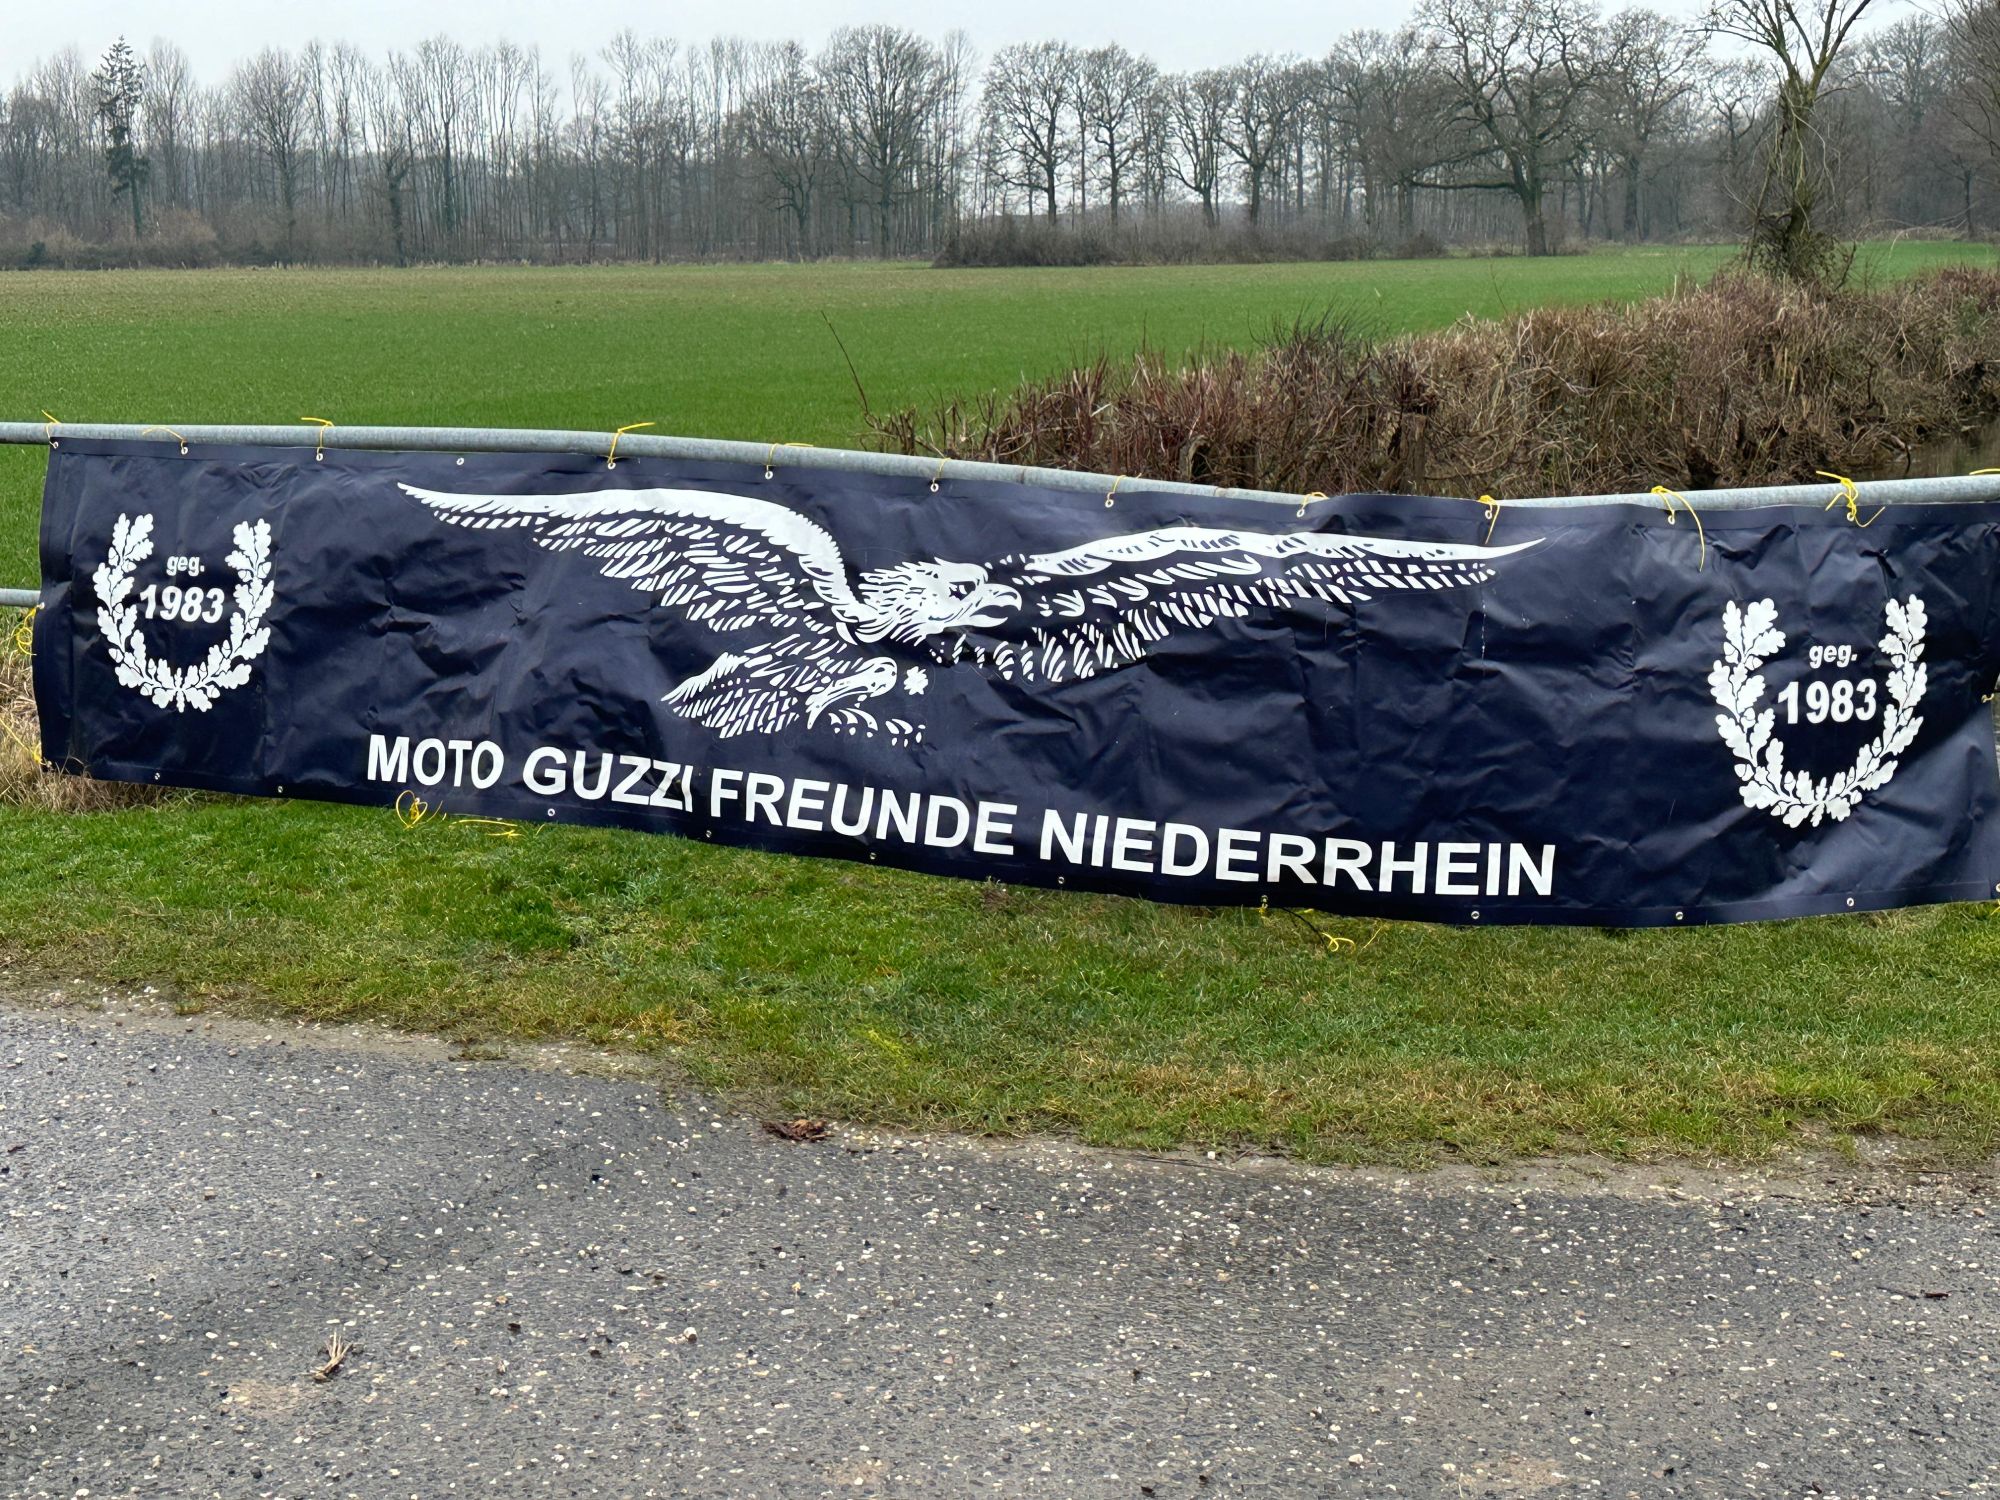 geg.
1983
MOTO GUZZI FREUNDE NIEDERRHEIN
geg.
1983